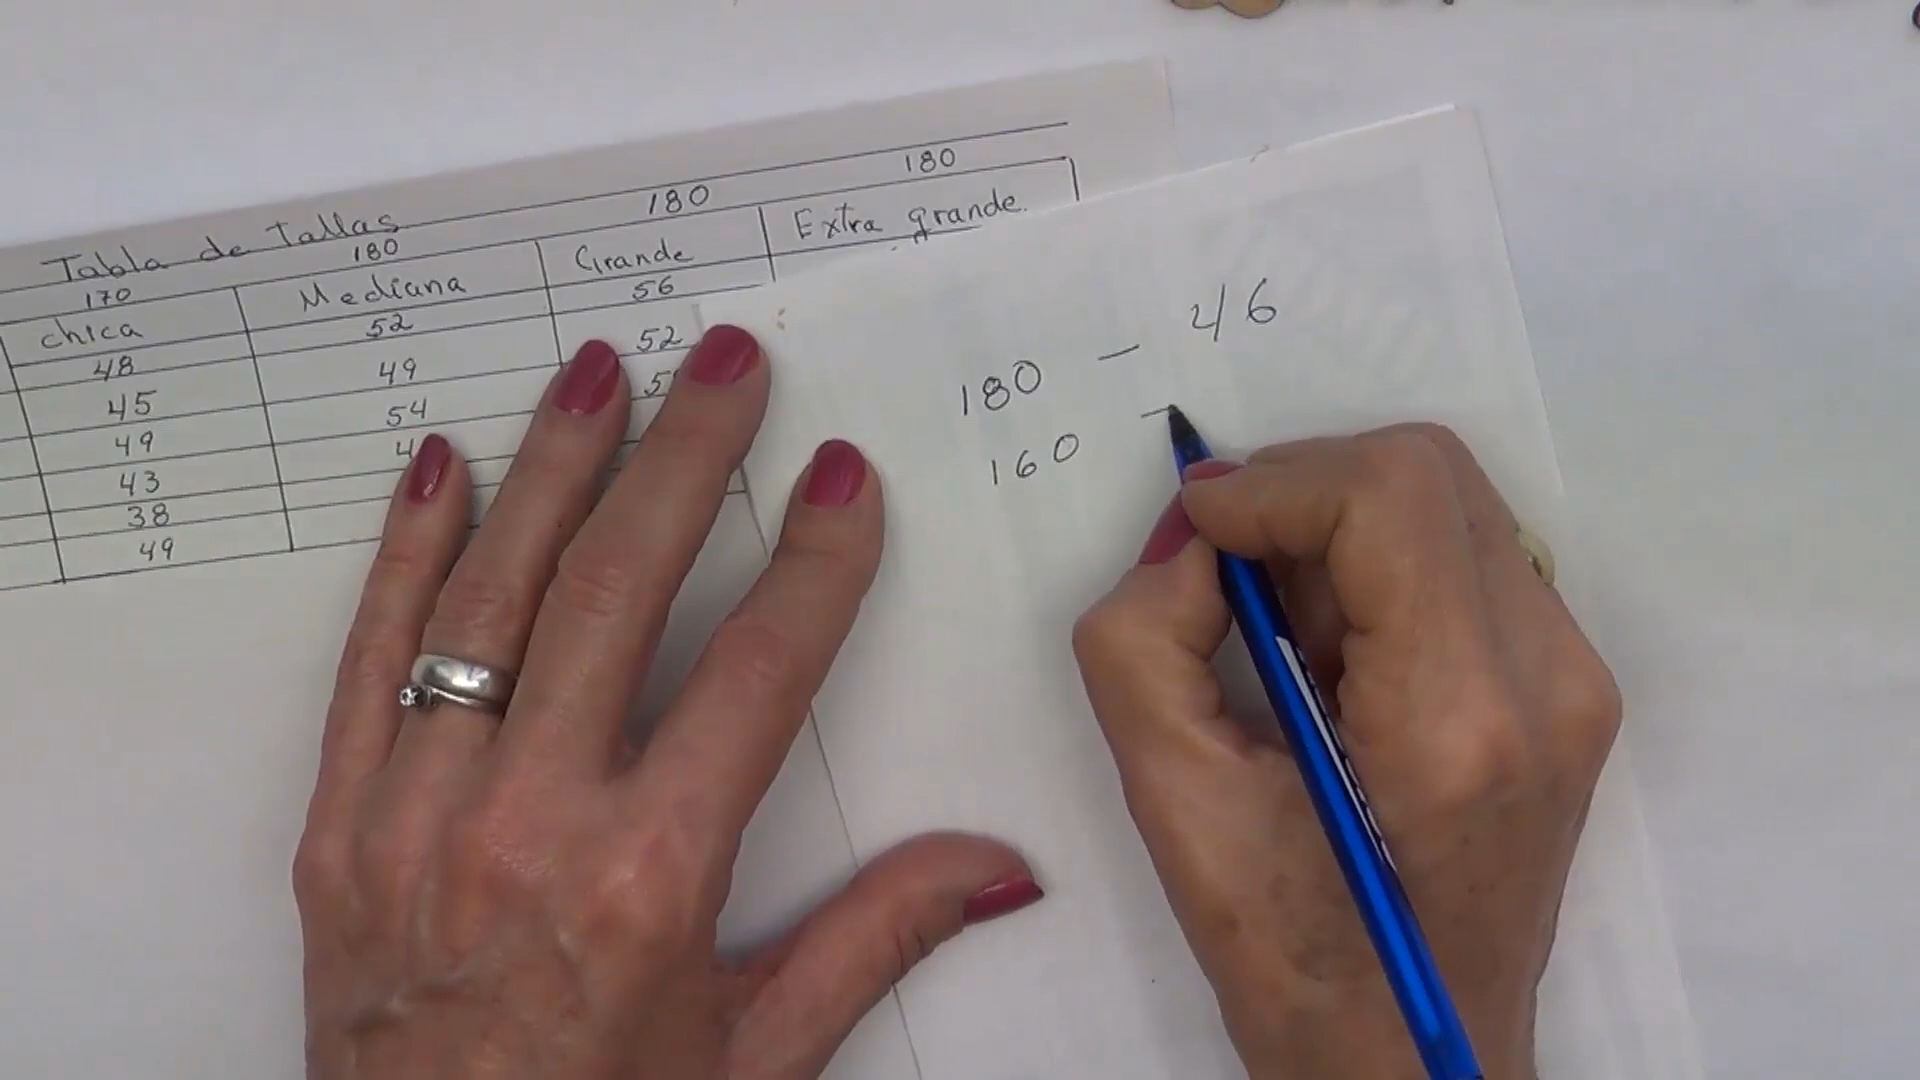 Tabla de Tallas
170 180 180 180
chica Mediana Grande Extra grande
48 52 56
45 49 52
49 54
43
38
49
180 — 46
160 —